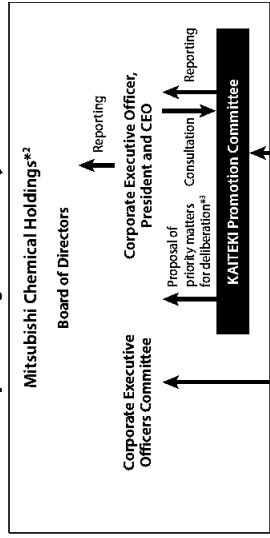 Mitsubishi Chemical Holdings*2
Board of Directors
Reporting
Corporate Executive
Officers Committee
Corporate Executive Officer,
President and CEO
Proposal of
priority matters
for deliberation*3
Consultation
Reporting
KAITEKI Promotion Committee